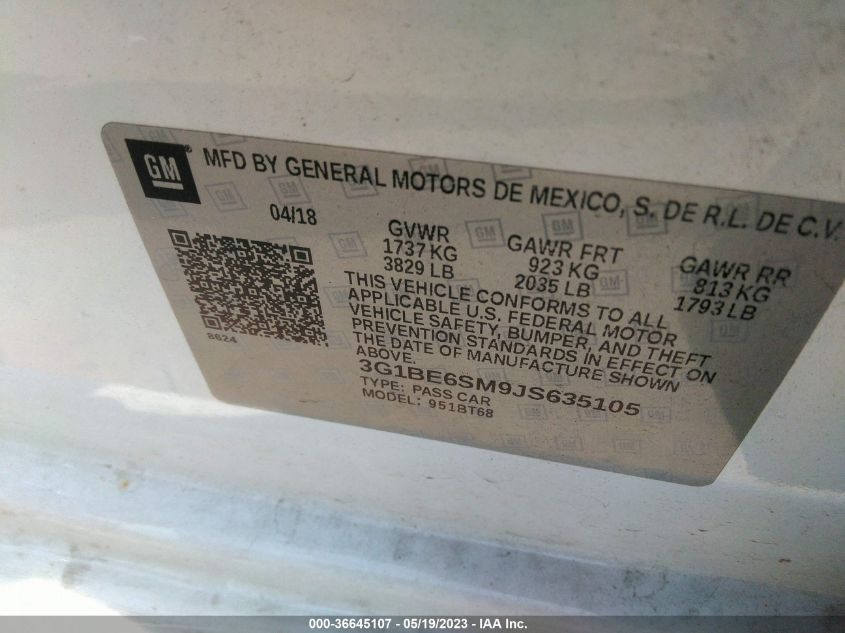 GM® MFD BY GENERAL MOTORS DE MEXICO, S. DE R.L. DE C.V.
04/18
GVWR
1737 KG
3829 LB
GAWR FRT
923 KG
2035 LB
GAWR RR
813 KG
1793 LB
8624
THIS VEHICLE CONFORMS TO ALL
APPLICABLE U.S. FEDERAL MOTOR
VEHICLE SAFETY, BUMPER, AND THEFT
PREVENTION STANDARDS IN EFFECT ON
THE DATE OF MANUFACTURE SHOWN
ABOVE.
3G1BE6SM9JS635105
TYPE: PASS CAR
MODEL: 951BT68
000-36645107 - 05/19/2023 - IAA Inc.